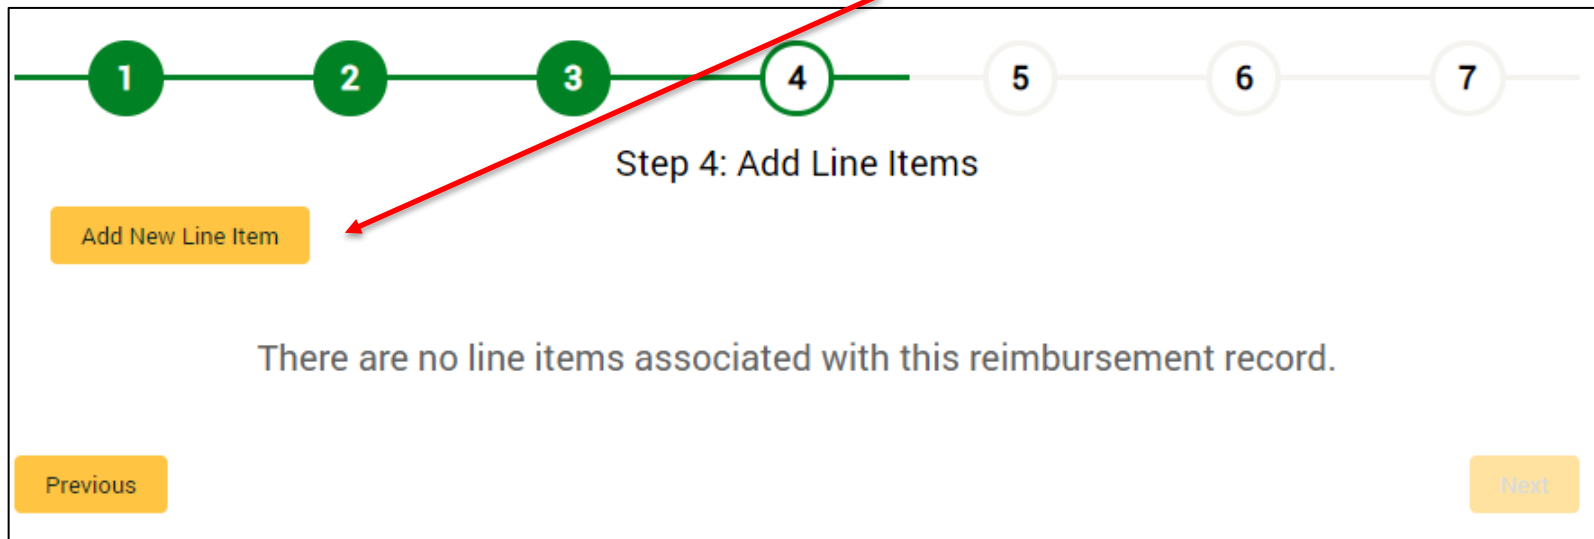 1 2 3 4 5 6 7
Step 4: Add Line Items
Add New Line Item
There are no line items associated with this reimbursement record.
Previous Next